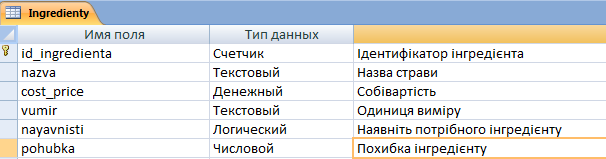 Ingredienty
Имя поля Тип данных
id_ingredienta Счетчик Ідентифікатор інгредієнта
nazva Текстовый Назва страви
cost_price Денежный Собівартість
vumir Текстовый Одиниця виміру
nayavnisti Логический Наявніть потрібного інгредієнту
pohubka Числовой Похибка інгредієнту